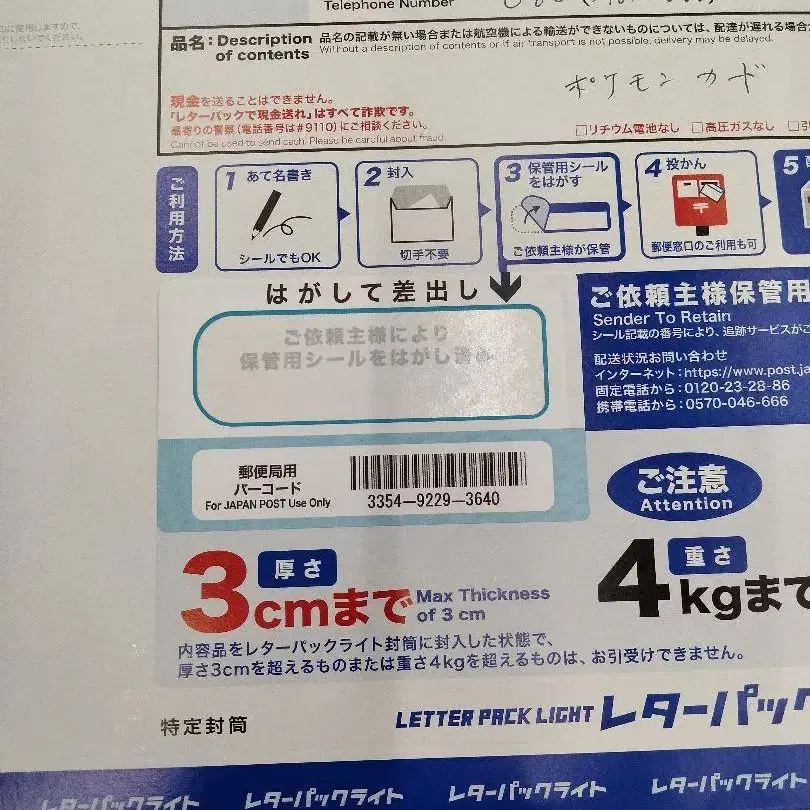 Telephone Number
品名：Description of contents
品名の記載が無い場合または航空機による輸送ができないものについては、配達が遅れる場合が
Without a description of contents or if air transport is not possible, delivery may be delayed.
ポケモンカード
現金を送ることはできません。
「レターパックで現金送れ」はすべて詐欺です。
最寄りの警察（電話番号は#9110）にご相談ください。
Cannot be used to send cash. Please be careful about fraud.
□リチウム電池なし □高圧ガスなし □引
ご利用方法
1 あて名書き
シールでもOK
2 封入
切手不要
3 保管用シールをはがす
ご依頼主様が保管
4 投かん
郵便窓口のご利用も可
5
はがして差出し
ご依頼主様により
保管用シールをはがし済み
ご依頼主様保管用
Sender To Retain
シール記載の番号により、追跡サービスがご
配送状況お問い合わせ
インターネット：https://www.post.ja
固定電話から：0120-23-28-86
携帯電話から：0570-046-666
郵便局用
バーコード
For JAPAN POST Use Only
3354-9229-3640
ご注意
Attention
厚さ
3cmまで
Max Thickness
of 3 cm
重さ
4kgまで
内容品をレターパックライト封筒に封入した状態で、
厚さ3cmを超えるものまたは重さ4kgを超えるものは、お引受けできません。
特定封筒
LETTER PACK LIGHT レターパック
レターパックライト レターパックライト レターパックライト レターパックライト